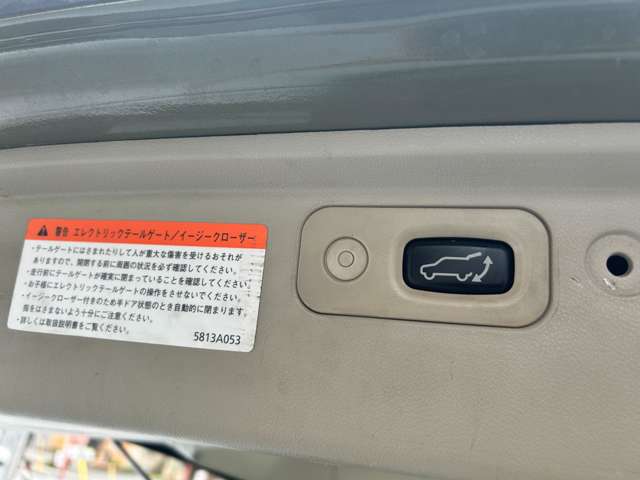 警告 エレクトリックテールゲート/イージークローザー
・テールゲートにはさまれたりして人が重大な傷害を受けるおそれが
ありますので、開閉する前に周囲の状況を必ず確認してください。
・走行前にテールゲートが確実に閉まっていることを確認してください。
・お子様にエレクトリックテールゲートの操作をさせないでください。
・イージークローザー付きのため半ドア状態のとき自動的に閉まります。
指をはさまないよう十分にご注意ください。
・詳しくは取扱説明書をご覧ください。
5813A053